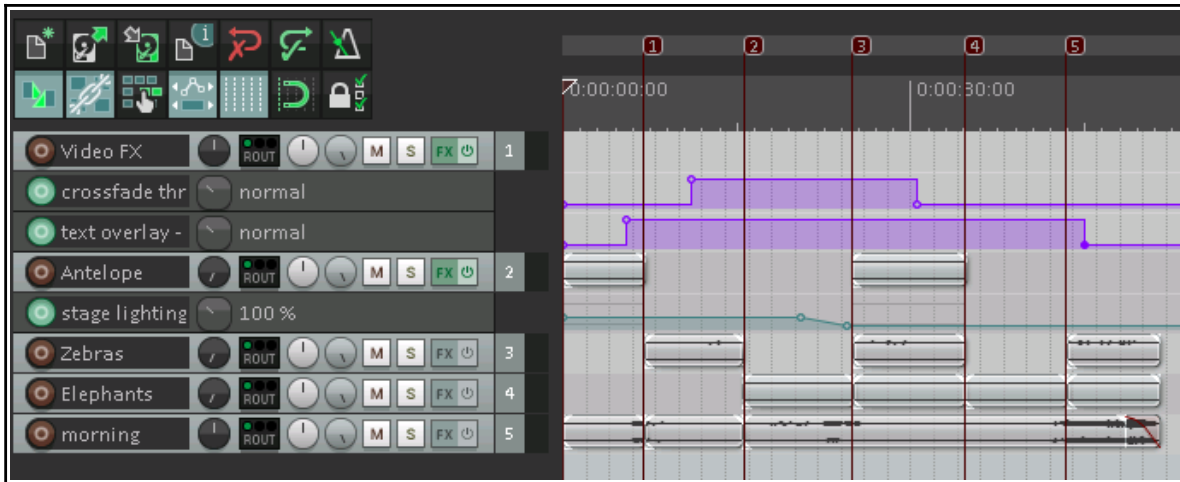 1 2 3 4 5
0:00:00:00 0:00:30:00
Video FX ROUT M S FX 1
crossfade thr normal
text overlay - normal
Antelope ROUT M S FX 2
stage lighting 100 %
Zebras ROUT M S FX 3
Elephants ROUT M S FX 4
morning ROUT M S FX 5